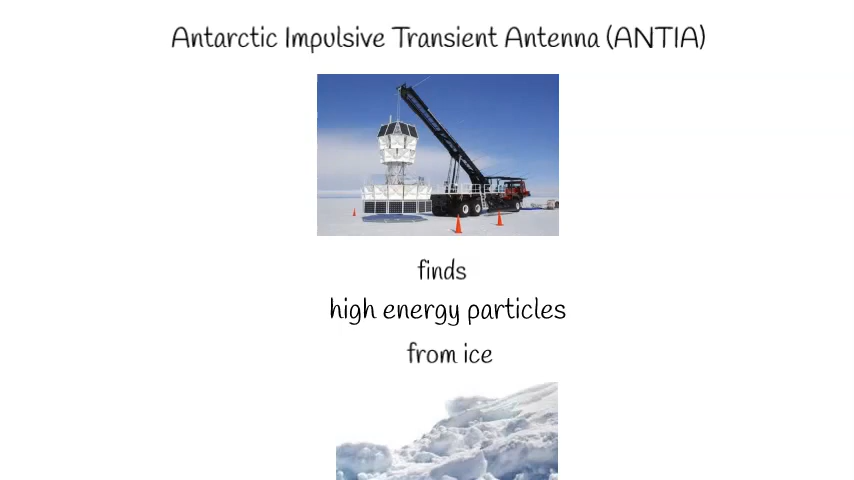 Antarctic Impulsive Transient Antenna (ANTIA)
finds
high energy particles
from ice